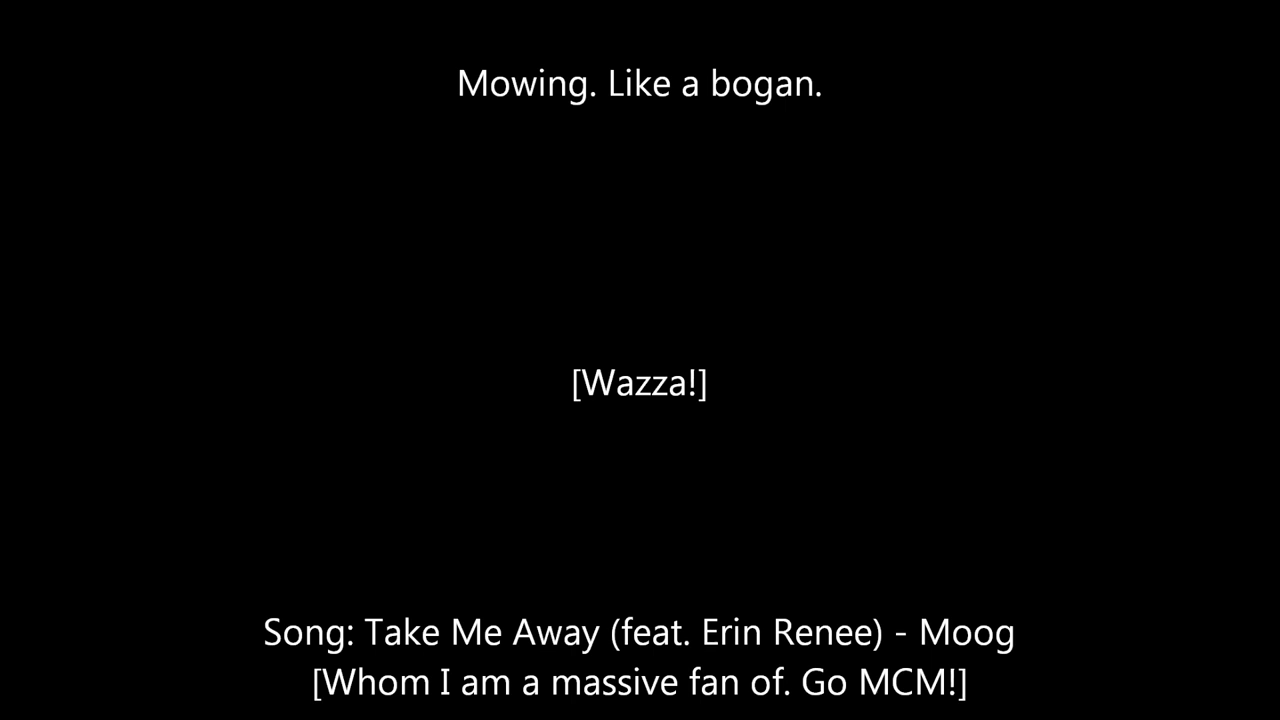 Mowing. Like a bogan.
[Wazza!]
Song: Take Me Away (feat. Erin Renee) - Moog
[Whom I am a massive fan of. Go MCM!]